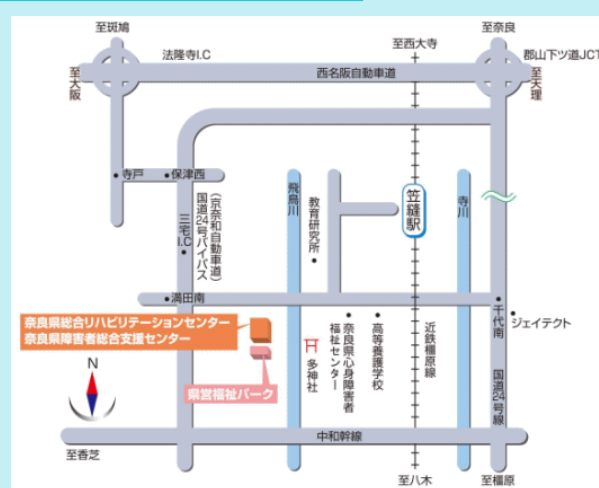 至斑鳩
至奈良
法隆寺I.C
至西大寺
郡山下ツ道JCT
至大阪
西名阪自動車道
至天理
寺戸
保津西
国道24号バイパス
(京奈和自動車道)
三宅I.C
飛鳥川
教育研究所
笠縫駅
寺川
満田南
千代南
ジェイテクト
奈良県総合リハビリテーションセンター
奈良県障害者総合支援センター
県営福祉パーク
多神社
奈良県心身障害者
福祉センター
高等養護学校
近鉄橿原線
国道24号線
N
中和幹線
至香芝
至八木
至橿原